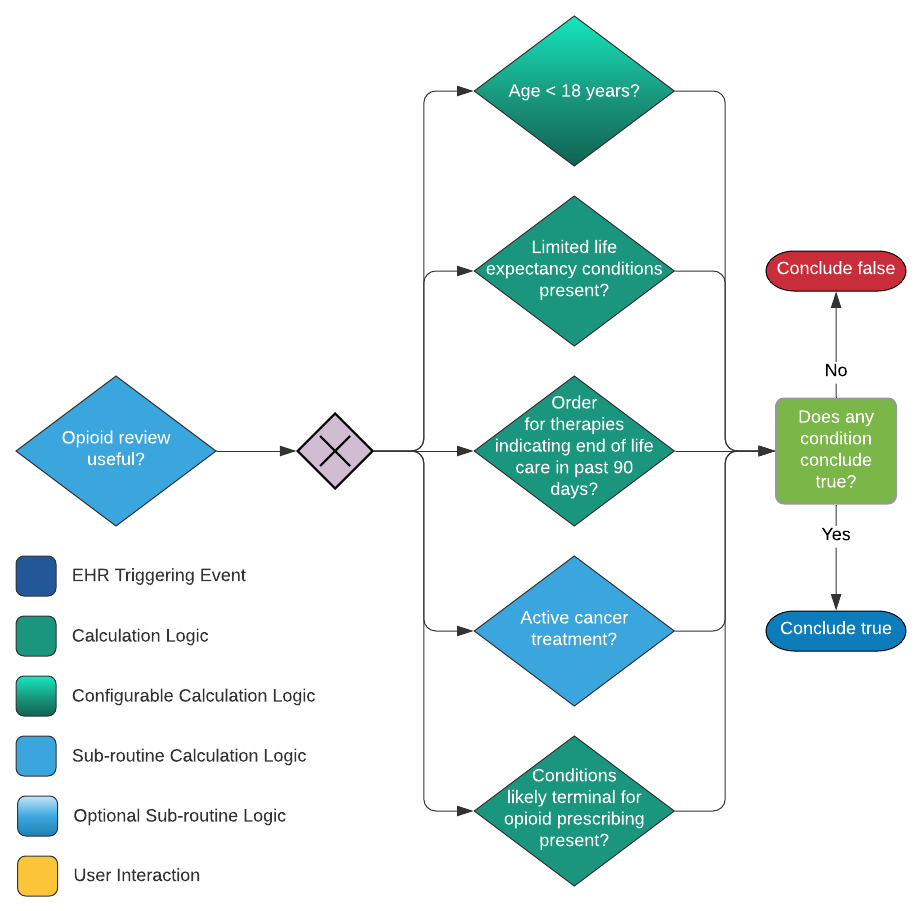 Age < 18 years?
Limited life
expectancy conditions
present?
Conclude false
No
Opioid review
useful?
Order
for therapies
indicating end of life
care in past 90
days?
Does any
condition
conclude
true?
Yes
EHR Triggering Event
Calculation Logic
Active cancer
treatment?
Conclude true
Configurable Calculation Logic
Sub-routine Calculation Logic
Conditions
likely terminal for
opioid prescribing
present?
Optional Sub-routine Logic
User Interaction